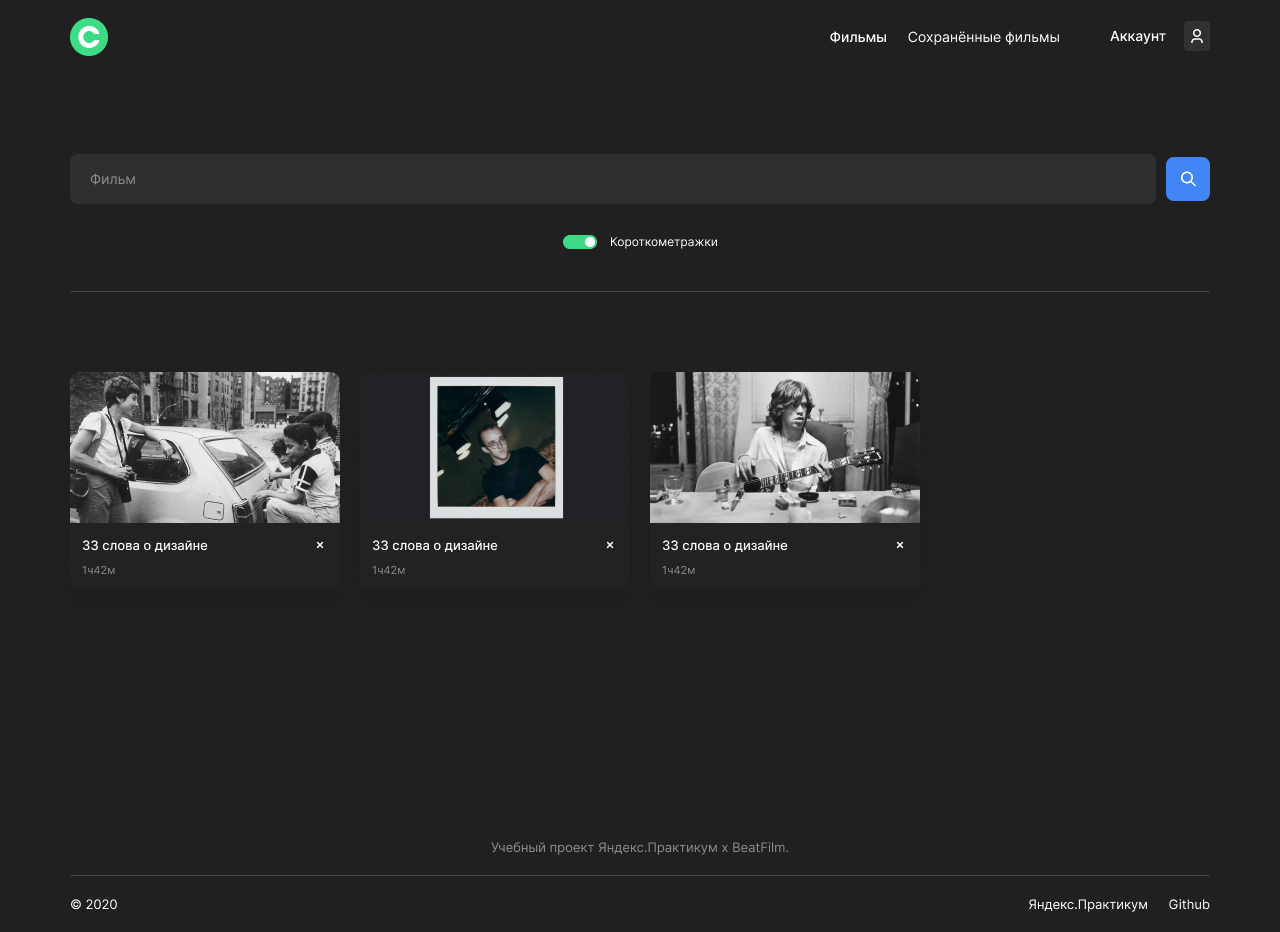 C
Фильмы Сохранённые фильмы Аккаунт
Фильм
Короткометражки
33 слова о дизайне
1ч42м
33 слова о дизайне
1ч42м
33 слова о дизайне
1ч42м
Учебный проект Яндекс.Практикум х BeatFilm.
© 2020 Яндекс.Практикум Github